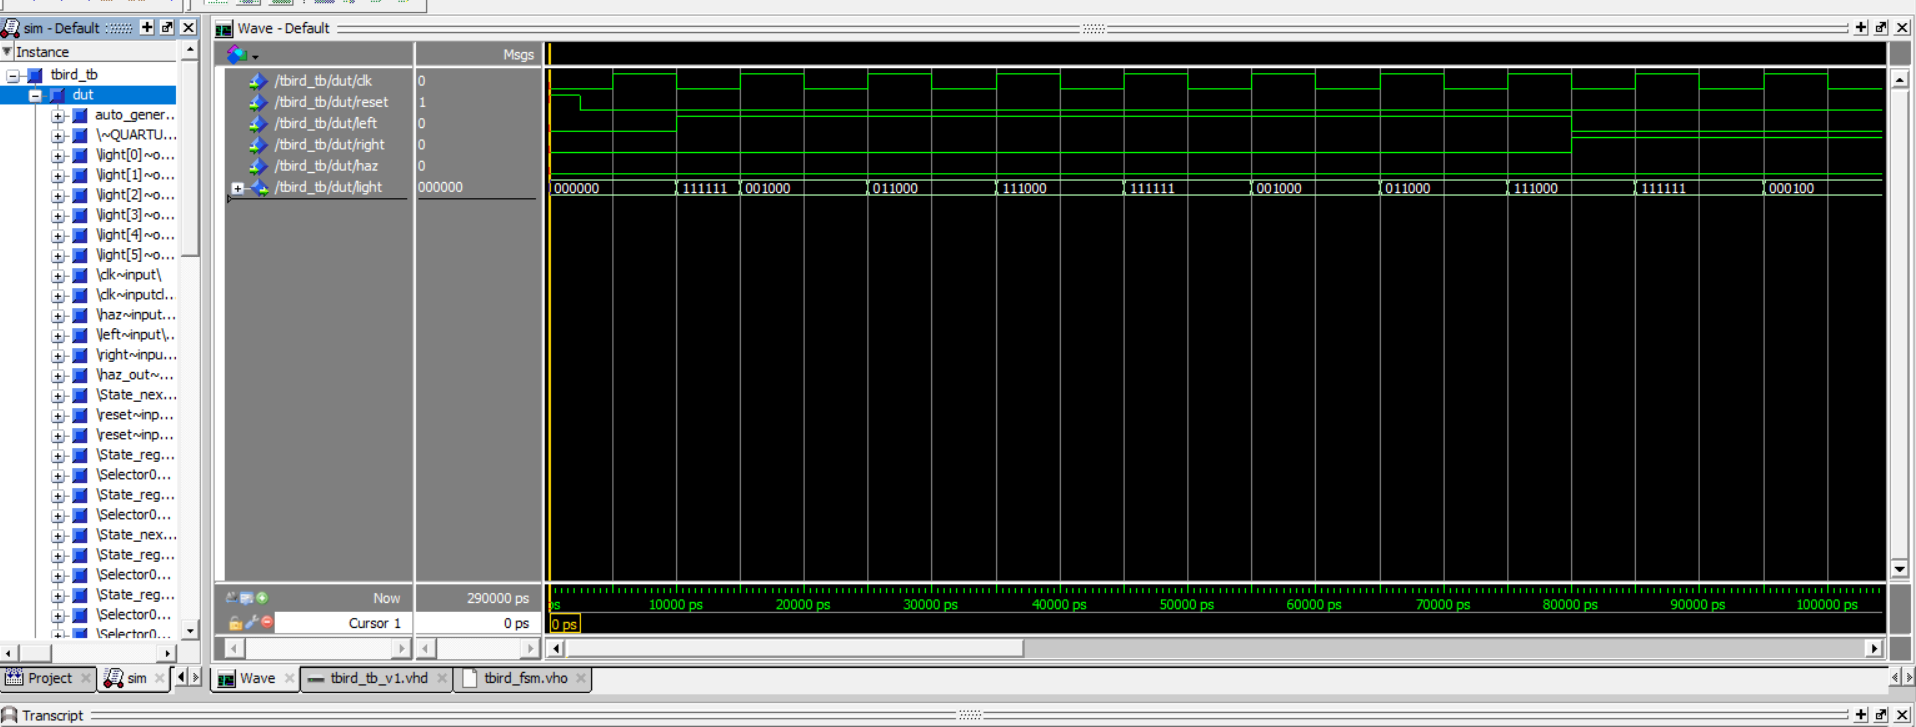 sim - Default
Wave - Default
Instance
Msgs
tbird_tb
dut
auto_gener..
\~QUARTU...
\light[0]~o...
\light[1]~o...
\light[2]~o...
\light[3]~o...
\light[4]~o...
\light[5]~o...
\clk~input\
\clk~inputcl...
\haz~input...
\left~input\..
\right~inpu...
\haz_out~...
\State_nex...
\reset~inp...
\reset~inp...
\State_reg...
\Selector0...
\State_reg...
\Selector0...
\State_nex...
\State_reg...
\Selector0...
\State_reg...
\Selector0...
\Selector0...
/tbird_tb/dut/clk 0
/tbird_tb/dut/reset 1
/tbird_tb/dut/left 0
/tbird_tb/dut/right 0
/tbird_tb/dut/haz 0
/tbird_tb/dut/light 000000
000000 111111 001000 011000 111000 111111 001000 011000 111000 111111 000100
Now 290000 ps
ps 10000 ps 20000 ps 30000 ps 40000 ps 50000 ps 60000 ps 70000 ps 80000 ps 90000 ps 100000 ps
Cursor 1 0 ps
0 ps
Project sim
Wave tbird_tb_v1.vhd tbird_fsm.vho
Transcript